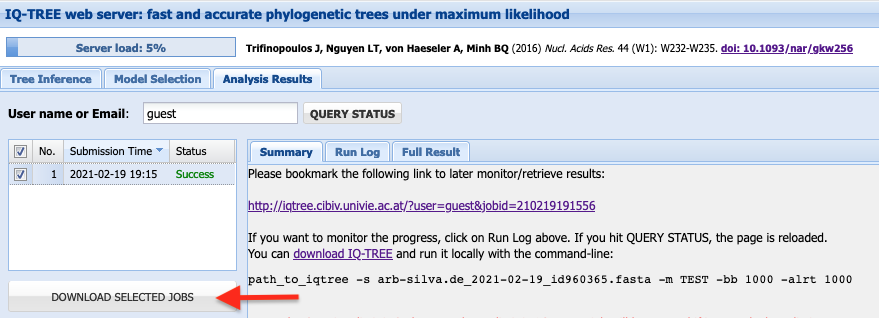 IQ-TREE web server: fast and accurate phylogenetic trees under maximum likelihood
Server load: 5%
Trifinopoulos J, Nguyen LT, von Haeseler A, Minh BQ (2016) Nucl. Acids Res. 44 (W1): W232-W235. doi: 10.1093/nar/gkw256
Tree Inference Model Selection Analysis Results
User name or Email: guest QUERY STATUS
No. Submission Time Status
1 2021-02-19 19:15 Success
DOWNLOAD SELECTED JOBS
Summary Run Log Full Result
Please bookmark the following link to later monitor/retrieve results:
http://iqtree.cibiv.univie.ac.at/?user=guest&jobid=210219191556
If you want to monitor the progress, click on Run Log above. If you hit QUERY STATUS, the page is reloaded.
You can download IQ-TREE and run it locally with the command-line:
path_to_iqtree -s arb-silva.de_2021-02-19_id960365.fasta -m TEST -bb 1000 -alrt 1000